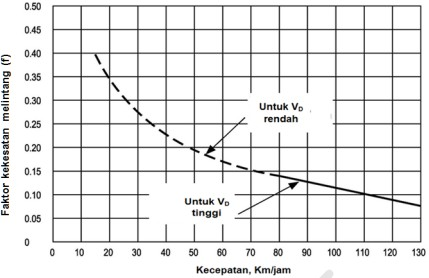 Faktor kekesatan melintang (f)
0.50
0.45
0.40
0.35
0.30
0.25
0.20
0.15
0.10
0.05
0
Untuk VD
rendah
Untuk VD
tinggi
0 10 20 30 40 50 60 70 80 90 100 110 120 130
Kecepatan, Km/jam